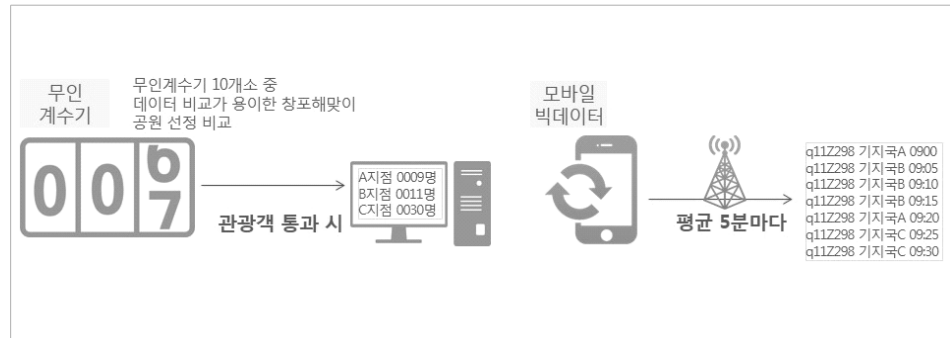 무인
계수기
무인계수기 10개소 중
데이터 비교가 용이한 창포해맞이
공원 선정 비교
0 0 6 7
관광객 통과 시
A지점 0009명
B지점 0011명
C지점 0030명
모바일
빅데이터
평균 5분마다
q11Z298 기지국A 0900
q11Z298 기지국B 09:05
q11Z298 기지국B 09:10
q11Z298 기지국B 09:15
q11Z298 기지국A 09:20
q11Z298 기지국C 09:25
q11Z298 기지국C 09:30